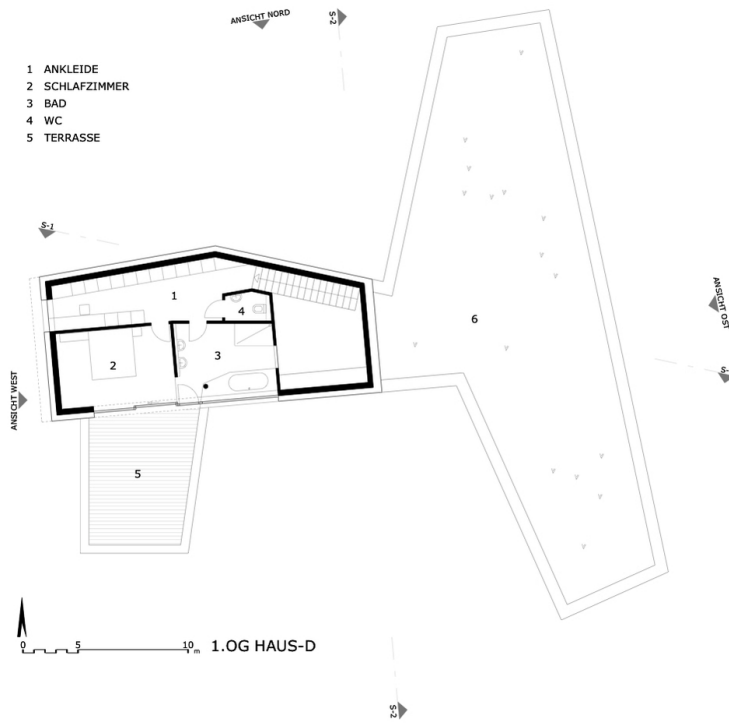 ANSICHT NORD
S-2
1 ANKLEIDE
2 SCHLAFZIMMER
3 BAD
4 WC
5 TERRASSE
S-1
1
4
6
ANSICHT OST
3
2
S-
ANSICHT WEST
5
0 5 10 m
1.OG HAUS-D
S-2